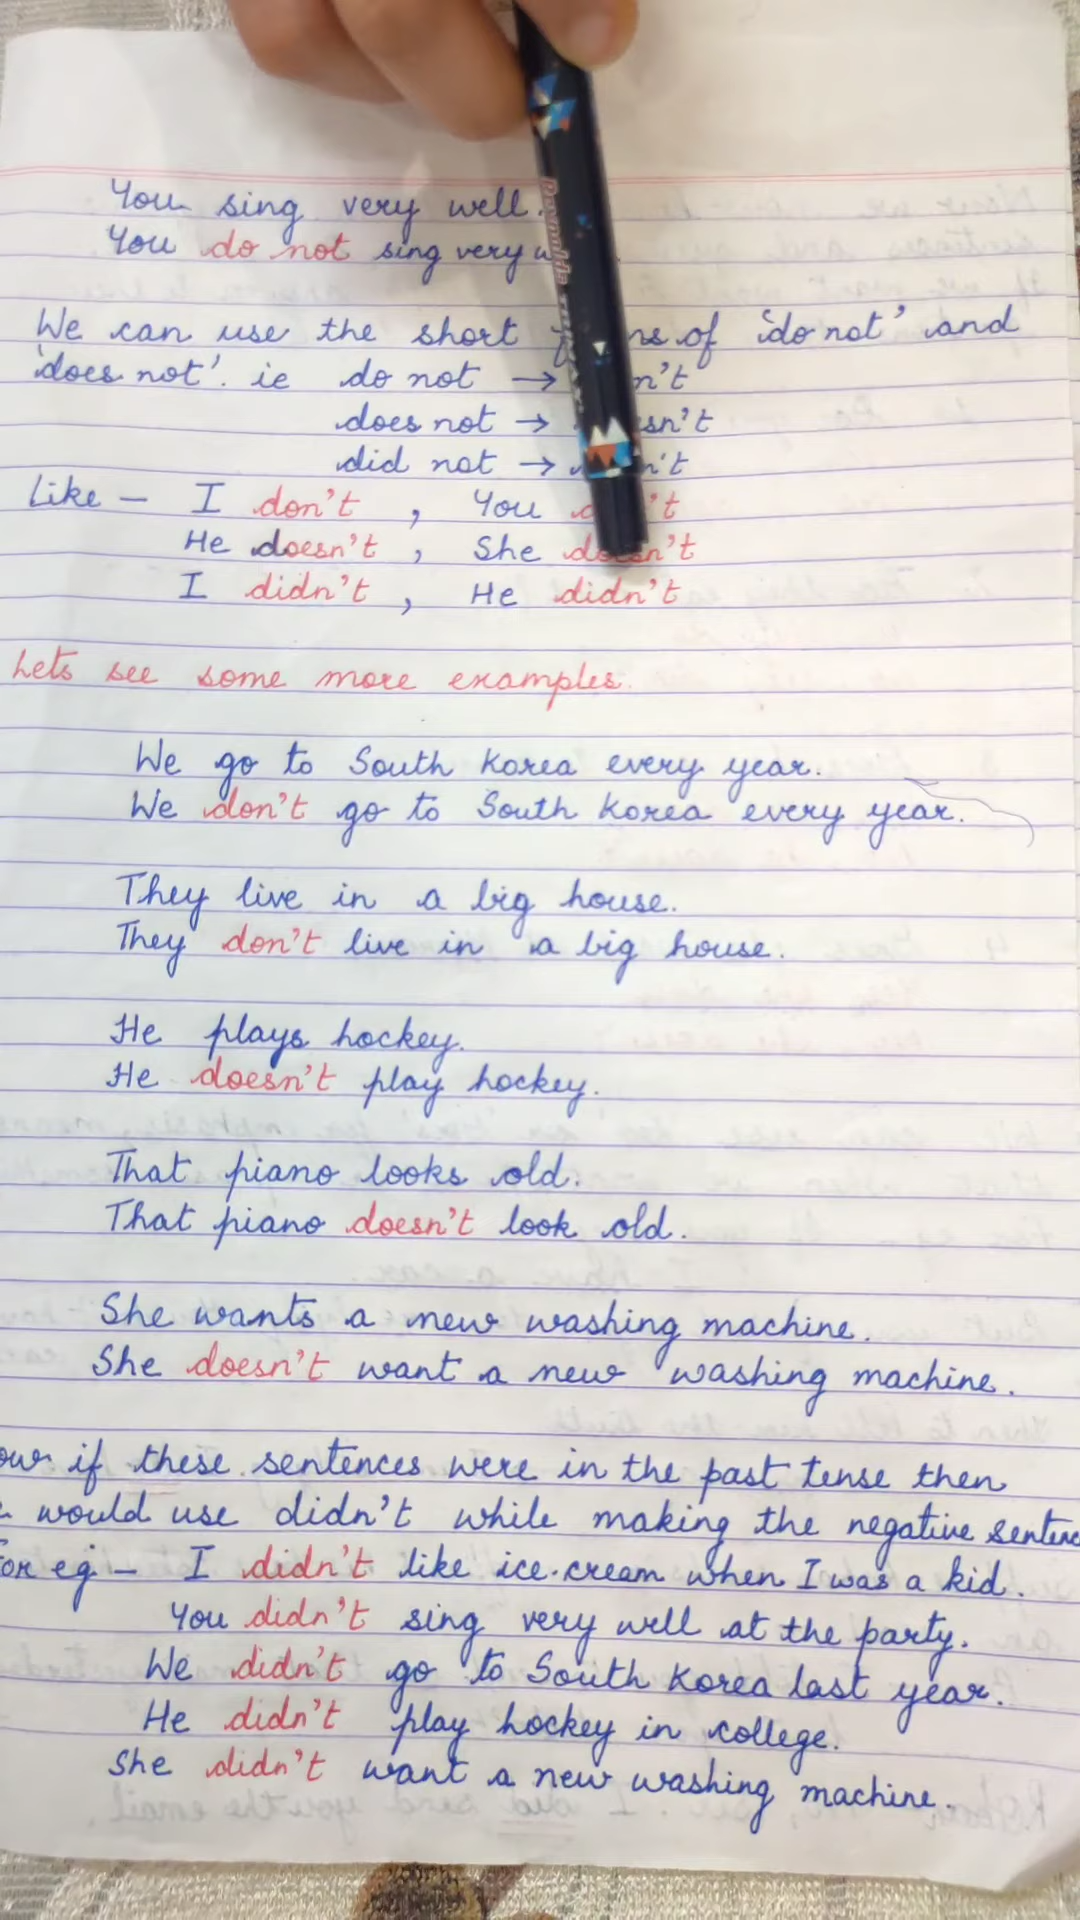 You sing very well.
You do not sing very
We can use the short of 'do not' and
'does not'. ie do not → n't
does not → sn't
did not → n't
Like - I don't, You 't
He doesn't, She doesn't
I didn't, He didn't
Lets see some more examples.
We go to South Korea every year.
We don't go to South Korea every year.
They live in a big house.
They don't live in a big house.
He plays hockey.
He doesn't play hockey.
That piano looks old.
That piano doesn't look old.
She wants a new washing machine.
She doesn't want a new washing machine.
ow if these sentences were in the past tense then
would use didn't while making the negative sentenc
For eg - I didn't like ice-cream when I was a kid.
You didn't sing very well at the party.
We didn't go to South Korea last year.
He didn't play hockey in college.
She didn't want a new washing machine.